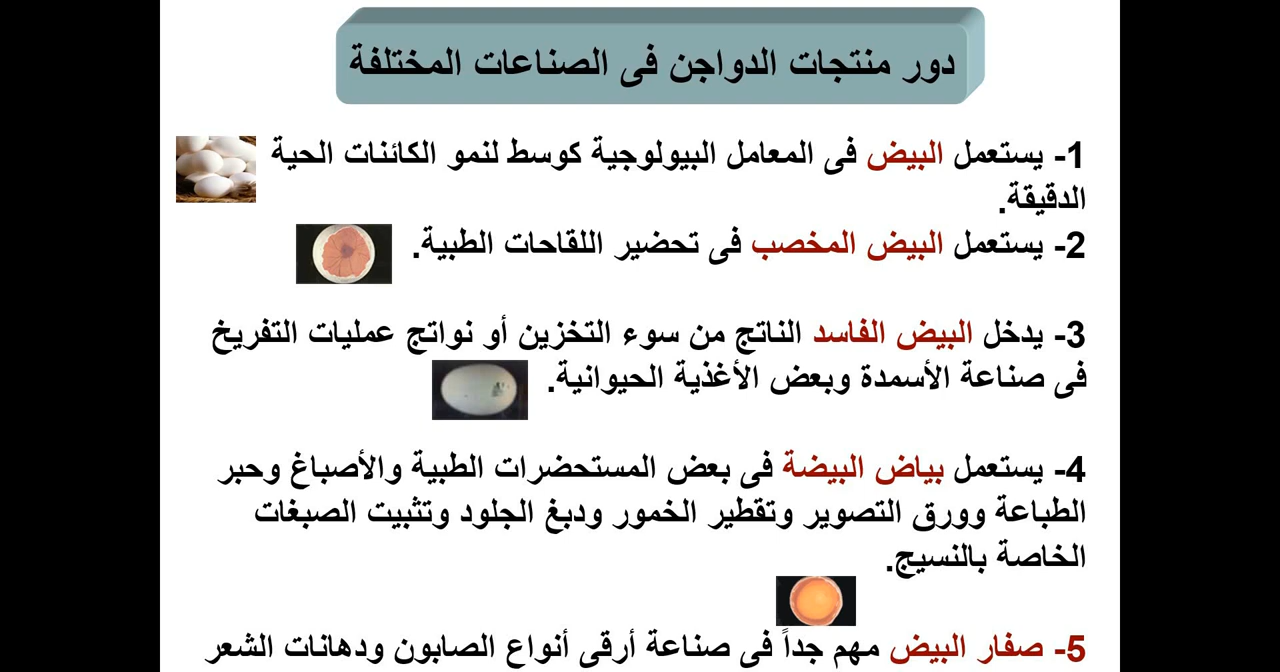 دور منتجات الدواجن فى الصناعات المختلفة
1- يستعمل البيض فى المعامل البيولوجية كوسط لنمو الكائنات الحية
الدقيقة.
2- يستعمل البيض المخصب فى تحضير اللقاحات الطبية.
3- يدخل البيض الفاسد الناتج من سوء التخزين أو نواتج عمليات التفريخ
فى صناعة الأسمدة وبعض الأغذية الحيوانية.
4- يستعمل بياض البيضة فى بعض المستحضرات الطبية والأصباغ وحبر
الطباعة وورق التصوير وتقطير الخمور ودبغ الجلود وتثبيت الصبغات
الخاصة بالنسيج.
5- صفار البيض مهم جداً فى صناعة أرقى أنواع الصابون ودهانات الشعر